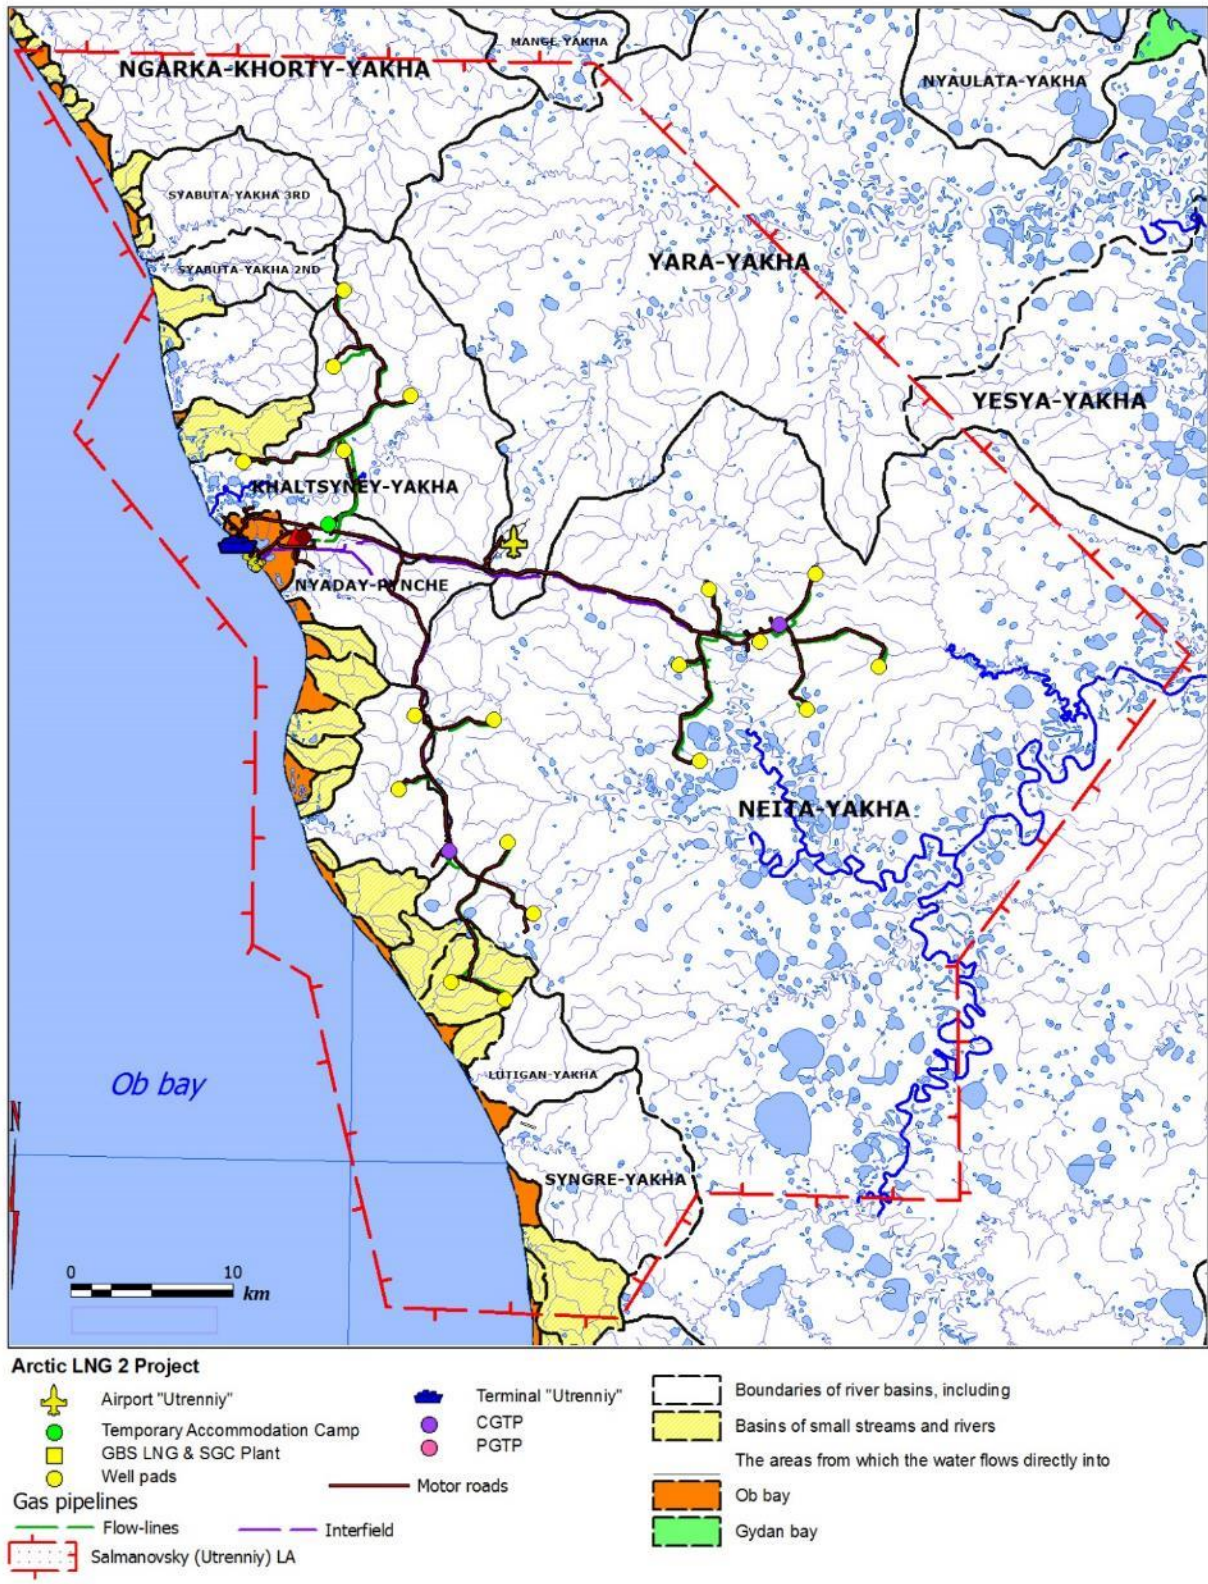 MANGE-YAKHA
NGARKA-KHORTY-YAKHA
NYAULATA-YAKHA
SYABUTA-YAKHA 3RD
YARA-YAKHA
SYABUTA-YAKHA 2ND
YESYA-YAKHA
KHALTSYNEY-YAKHA
NYADAY-PYNCHE
NEITA-YAKHA
LUTIGAN-YAKHA
Ob bay
N
SYNGRE-YAKHA
0 10
km
Arctic LNG 2 Project
Airport "Utrenniy"
Temporary Accommodation Camp
GBS LNG & SGC Plant
Well pads
Gas pipelines
Flow-lines
Interfield
Salmanovsky (Utrenniy) LA
Terminal "Utrenniy"
CGTP
PGTP
Motor roads
Boundaries of river basins, including
Basins of small streams and rivers
The areas from which the water flows directly into
Ob bay
Gydan bay